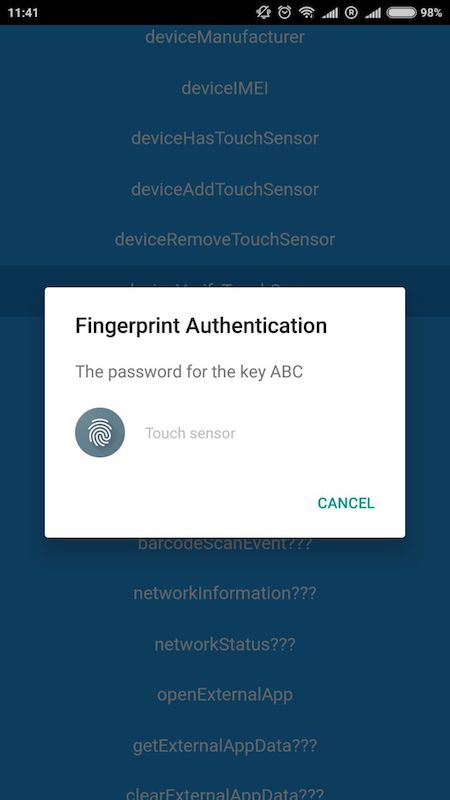 11:41
R
98%
deviceManufacturer
deviceIMEI
deviceHasTouchSensor
deviceAddTouchSensor
deviceRemoveTouchSensor
Fingerprint Authentication
The password for the key ABC
Touch sensor
CANCEL
barcodeScanEvent???
networkInformation???
networkStatus???
openExternalApp
getExternalAppData???
clearExternalAppData???